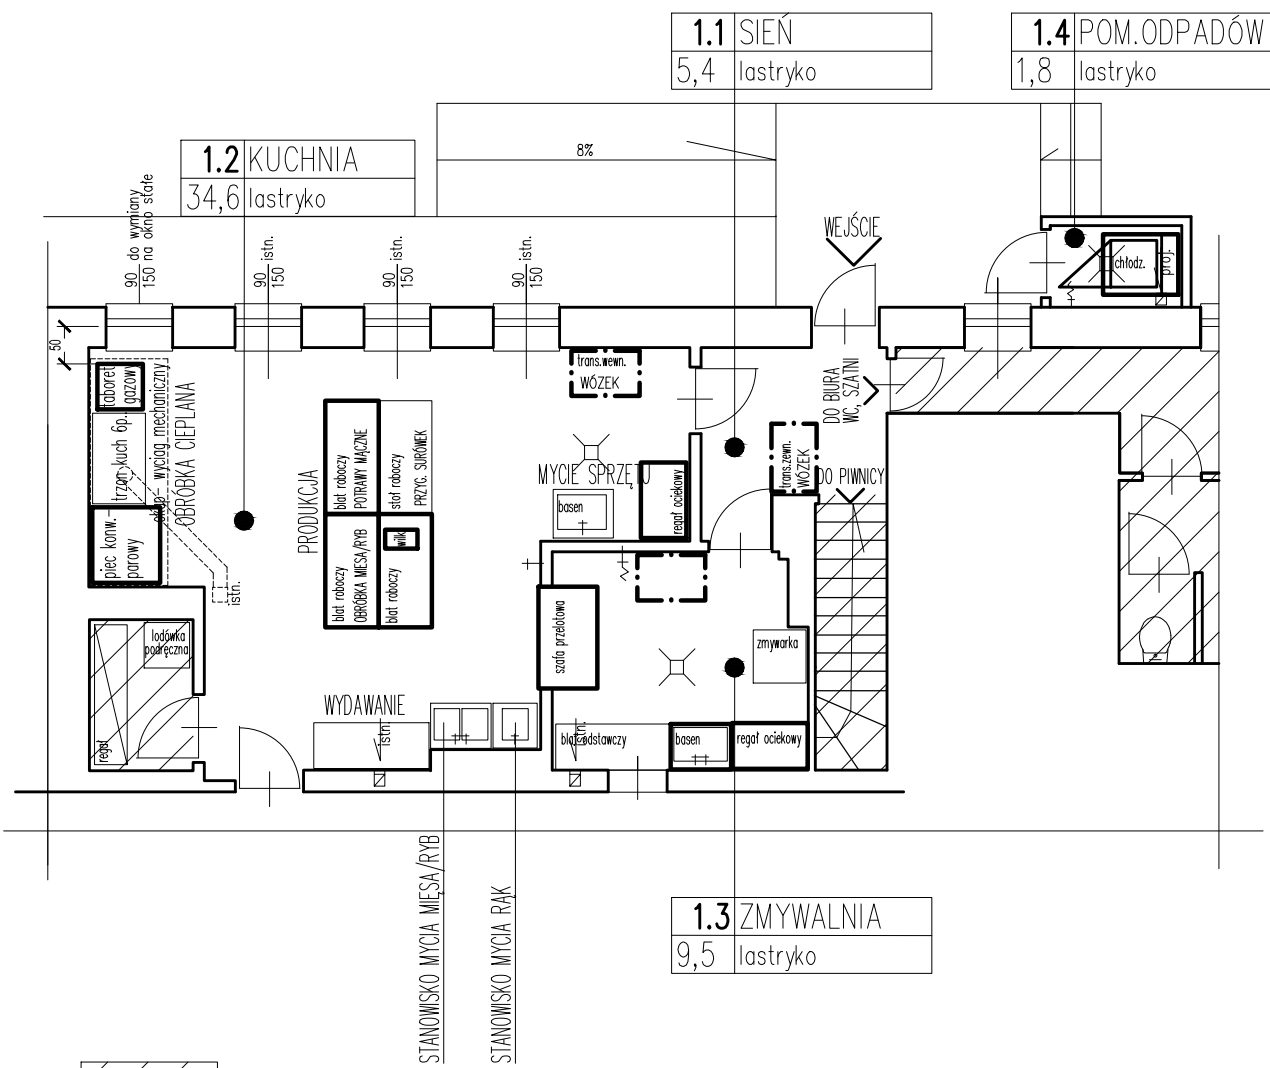 1.1 SIEŃ
5,4 lastryko
1.4 POM.ODPADÓW
1,8 lastryko
1.2 KUCHNIA
34,6 lastryko
8%
do wymiany
na okno stałe
90
150
istn.
90
150
istn.
90
150
istn.
90
150
WEJŚCIE
chłodz.
proj.
50
taboret
gazowy
trzon kuch 6p.
okap- wyciąg mechaniczny
OBRÓBKA CIEPLANA
piec konw.-
parowy
istn.
PRODUKCJA
blat roboczy
POTRAWY MĄCZNE
stół roboczy
PRZYG. SURÓWEK
blat roboczy
OBRÓBKA MIESA/RYB
blat roboczy
wilk
trans.wewn.
WÓZEK
MYCIE SPRZĘTU
basen
regał ociekowy
trans.zewn.
WÓZEK
DO BIURA
WC, SZATNI
DO PIWNICY
lodówka
podręczna
regał
WYDAWANIE
istn.
szafa przelotowa
zmywarka
blat odstawczy
istn.
basen
regał ociekowy
STANOWISKO MYCIA MIĘSA/RYB
STANOWISKO MYCIA RĄK
1.3 ZMYWALNIA
9,5 lastryko